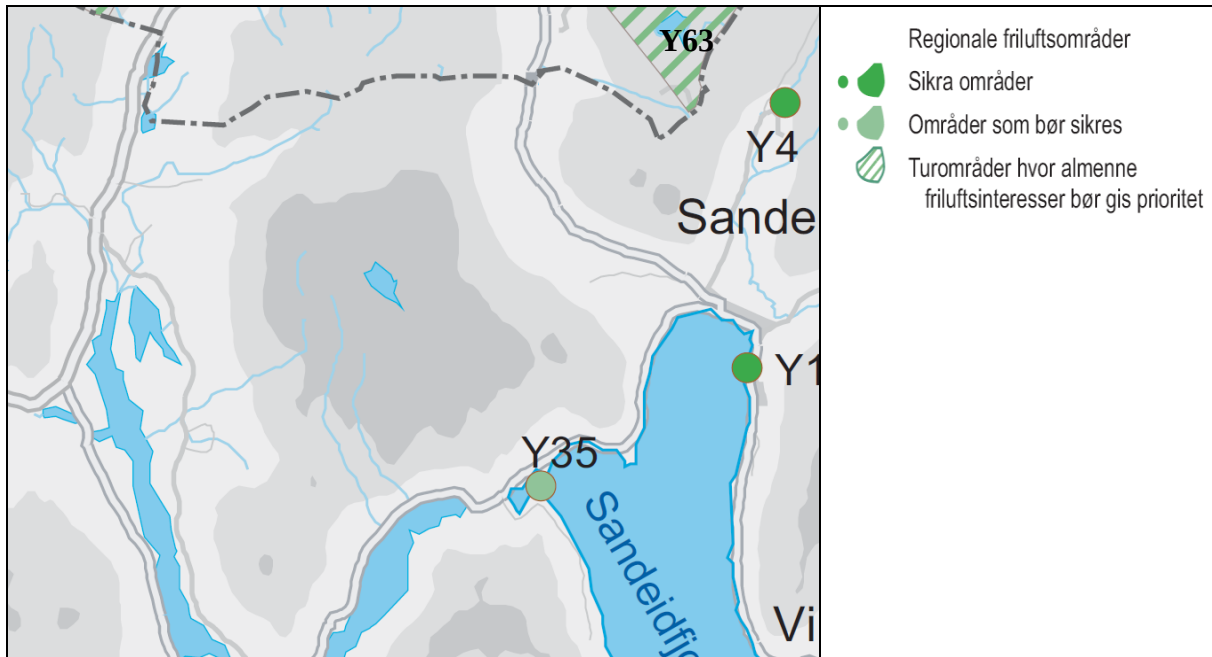 Y63
Y4
Sande
Y1
Y35
Sandeidfj
Vi
Regionale friluftsområder
Sikra områder
Områder som bør sikres
Turområder hvor almenne
friluftsinteresser bør gis prioritet